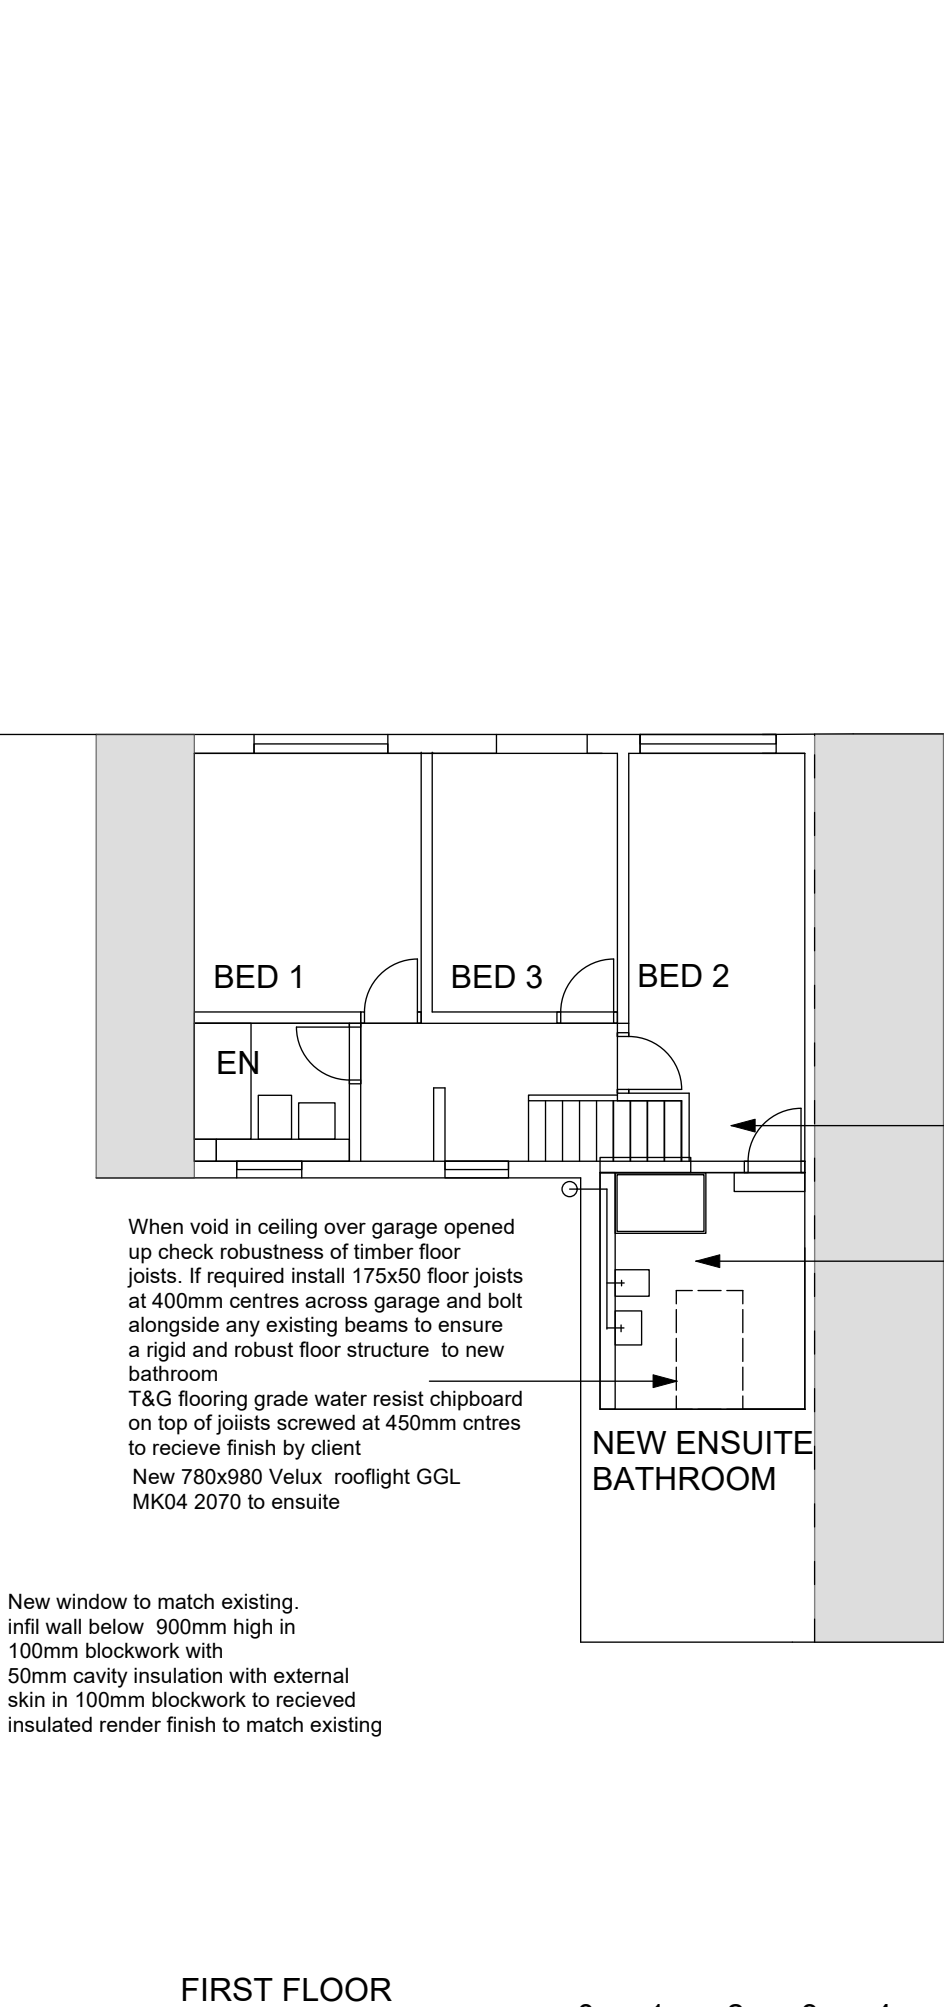 BED 1
BED 3
BED 2
EN
When void in ceiling over garage opened
up check robustness of timber floor
joists. If required install 175x50 floor joists
at 400mm centres across garage and bolt
alongside any existing beams to ensure
a rigid and robust floor structure to new
bathroom
T&G flooring grade water resist chipboard
on top of joiists screwed at 450mm cntres
to recieve finish by client
New 780x980 Velux rooflight GGL
MK04 2070 to ensuite
NEW ENSUITE
BATHROOM
New window to match existing.
infil wall below 900mm high in
100mm blockwork with
50mm cavity insulation with external
skin in 100mm blockwork to recieved
insulated render finish to match existing
FIRST FLOOR